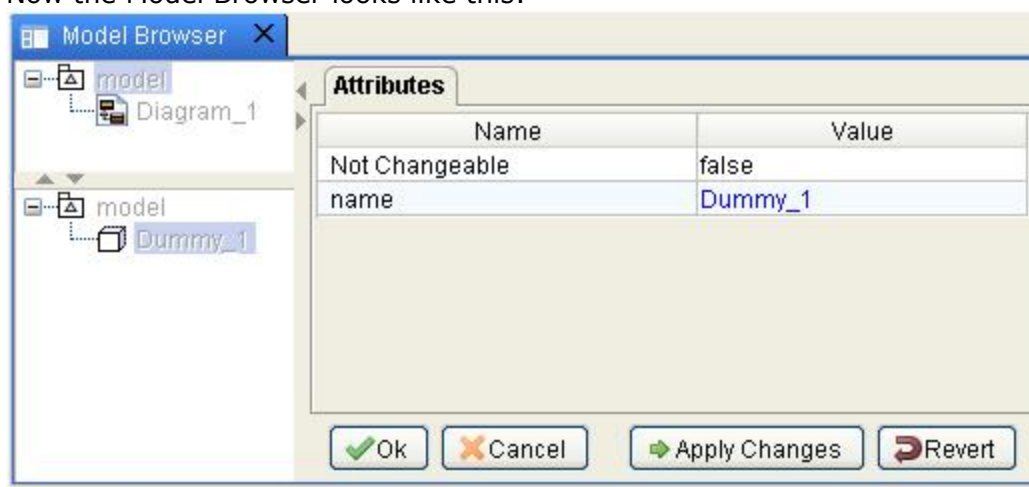 Now the Model Browser looks like this:
Model Browser
model
Diagram_1
model
Dummy_1
Attributes
Name Value
Not Changeable false
name Dummy_1
Ok Cancel Apply Changes Revert